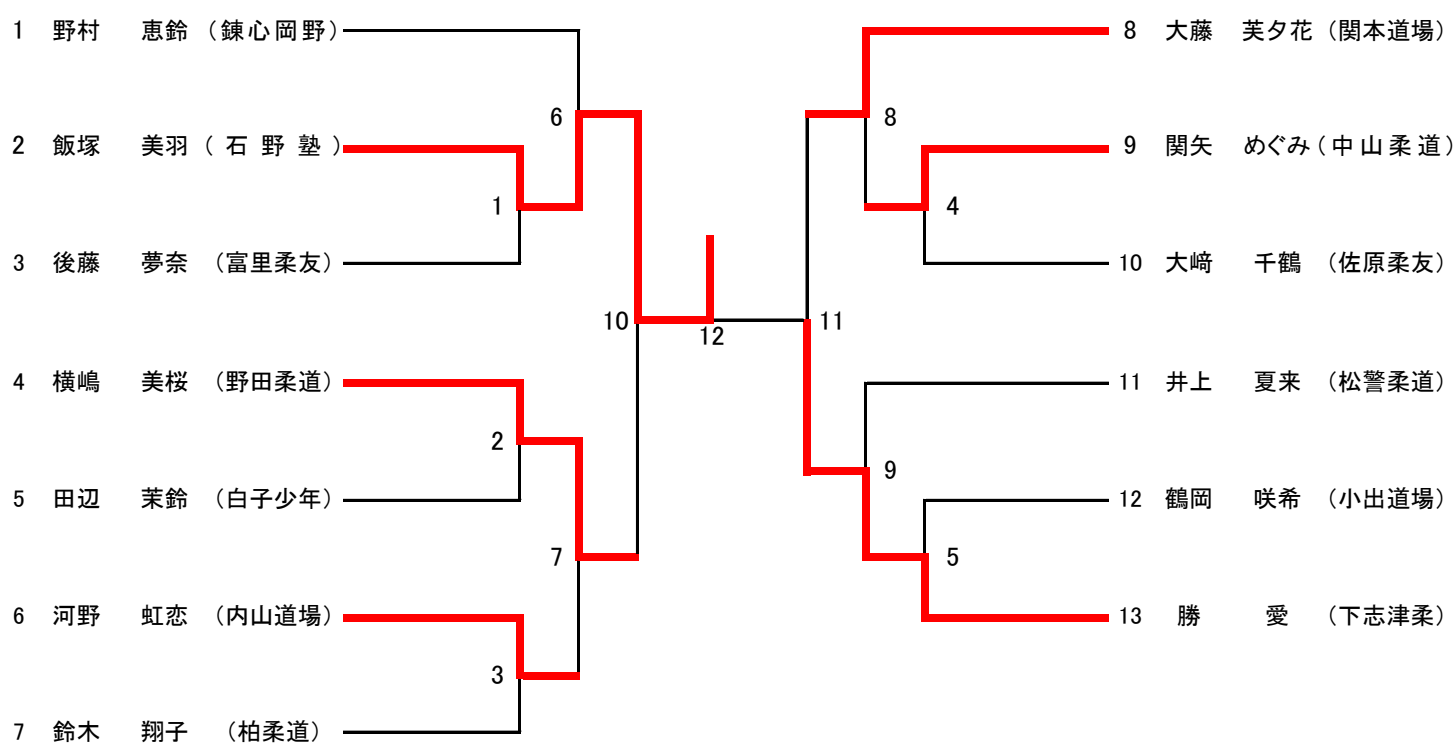 1 野村 恵鈴 (錬心岡野)
2 飯塚 美羽 (石野塾)
3 後藤 夢奈 (富里柔友)
4 横嶋 美桜 (野田柔道)
5 田辺 茉鈴 (白子少年)
6 河野 虹恋 (内山道場)
7 鈴木 翔子 (柏柔道)
6
1
10
2
7
3
12
8
4
11
9
5
8 大藤 芙夕花 (関本道場)
9 関矢 めぐみ (中山柔道)
10 大﨑 千鶴 (佐原柔友)
11 井上 夏来 (松警柔道)
12 鶴岡 咲希 (小出道場)
13 勝 愛 (下志津柔)